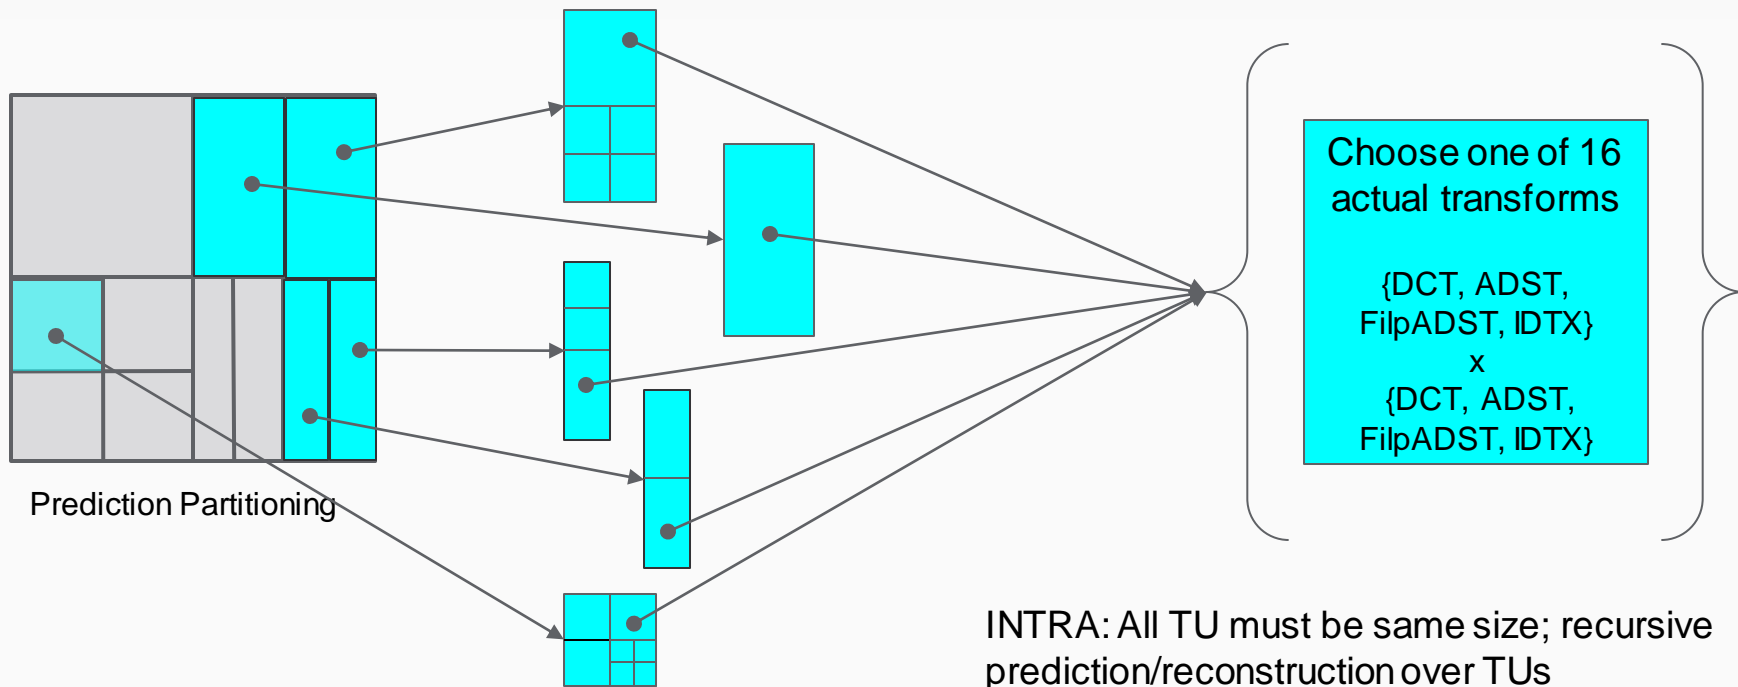 Choose one of 16
actual transforms
{DCT, ADST,
FilpADST, IDTX}
x
{DCT, ADST,
FilpADST, IDTX}
Prediction Partitioning
INTRA: All TU must be same size; recursive
prediction/reconstruction over TUs